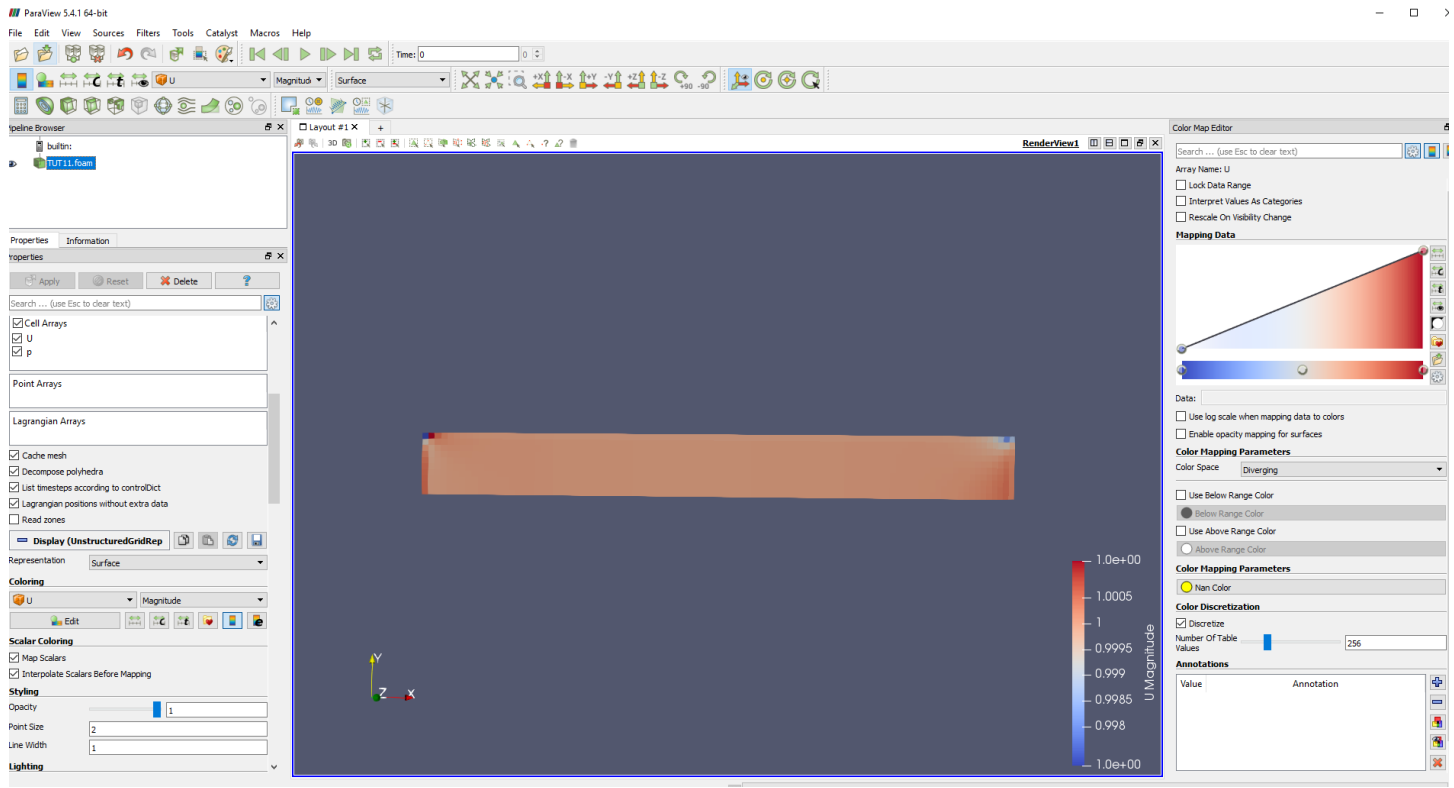 ParaView 5.4.1 64-bit
File Edit View Sources Filters Tools Catalyst Macros Help
Time: 0 0
U Magnitud Surface
+X -X +Y -Y +Z -Z +90 -90
Pipeline Browser
builtin:
TUT11.foam
Properties Information
Properties
Apply Reset Delete ?
Search ... (use Esc to clear text)
Cell Arrays
U
p
Point Arrays
Lagrangian Arrays
Cache mesh
Decompose polyhedra
List timesteps according to controlDict
Lagrangian positions without extra data
Read zones
Display (UnstructuredGridRep
Representation Surface
Coloring
U Magnitude
Edit
Scalar Coloring
Map Scalars
Interpolate Scalars Before Mapping
Styling
Opacity 1
Point Size 2
Line Width 1
Lighting
Layout #1 +
3D RenderView1
Y
Z X
1.0e+00
1.0005
1
0.9995
0.999
0.9985
0.998
1.0e+00
U Magnitude
Color Map Editor
Search ... (use Esc to clear text)
Array Name: U
Lock Data Range
Interpret Values As Categories
Rescale On Visibility Change
Mapping Data
Data:
Use log scale when mapping data to colors
Enable opacity mapping for surfaces
Color Mapping Parameters
Color Space Diverging
Use Below Range Color
Below Range Color
Use Above Range Color
Above Range Color
Color Mapping Parameters
Nan Color
Color Discretization
Discretize
Number Of Table
Values 256
Annotations
Value Annotation